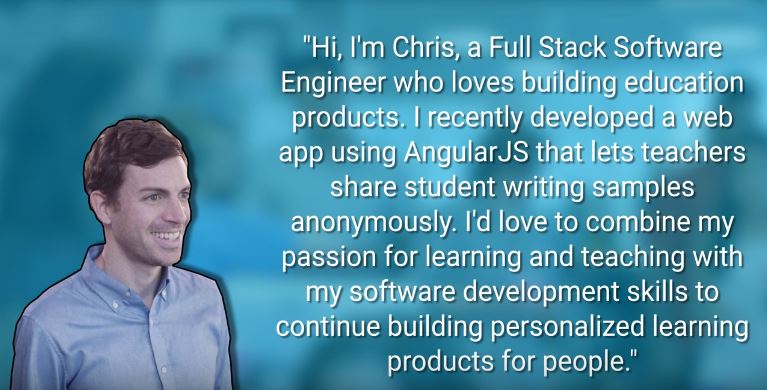 "Hi, I'm Chris, a Full Stack Software
Engineer who loves building education
products. I recently developed a web
app using AngularJS that lets teachers
share student writing samples
anonymously. I'd love to combine my
passion for learning and teaching with
my software development skills to
continue building personalized learning
products for people."